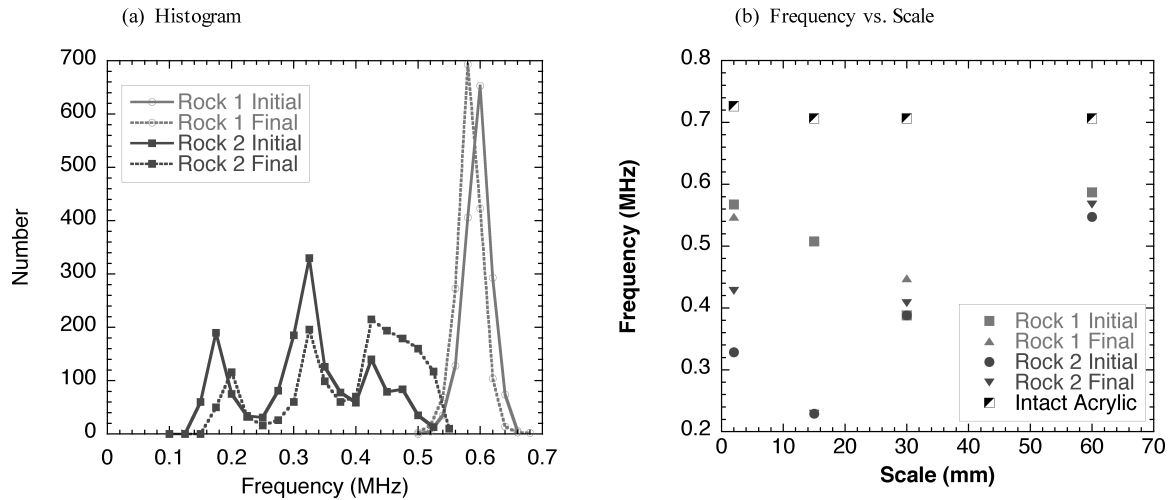 (a) Histogram
700
600
500
400
300
200
100
0
Number
Rock 1 Initial
Rock 1 Final
Rock 2 Initial
Rock 2 Final
0 0.1 0.2 0.3 0.4 0.5 0.6 0.7
Frequency (MHz)
(b) Frequency vs. Scale
0.8
0.7
0.6
0.5
0.4
0.3
0.2
Frequency (MHz)
Rock 1 Initial
Rock 1 Final
Rock 2 Initial
Rock 2 Final
Intact Acrylic
0 10 20 30 40 50 60 70
Scale (mm)